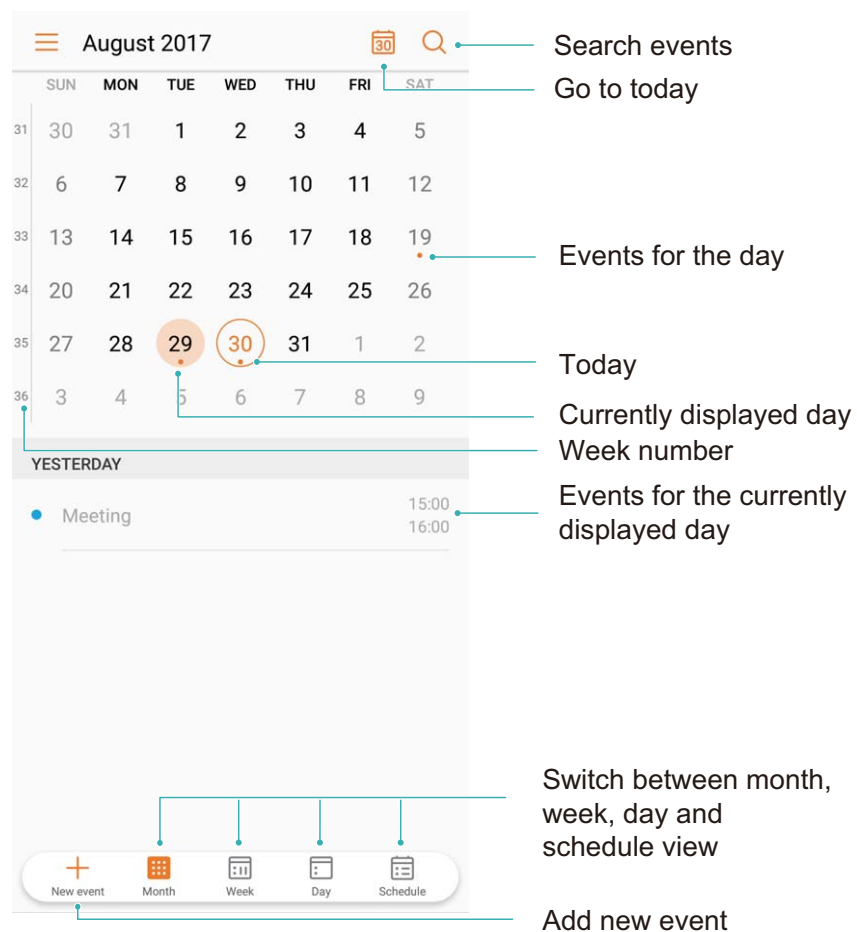 August 2017 30 Search events
Go to today
SUN MON TUE WED THU FRI SAT
31 30 31 1 2 3 4 5
32 6 7 8 9 10 11 12
33 13 14 15 16 17 18 19
Events for the day
34 20 21 22 23 24 25 26
35 27 28 29 30 31 1 2
Today
36 3 4 5 6 7 8 9
Currently displayed day
Week number
YESTERDAY
Events for the currently
displayed day
Meeting 15:00
16:00
Switch between month,
week, day and
schedule view
New event Month Week Day Schedule
Add new event